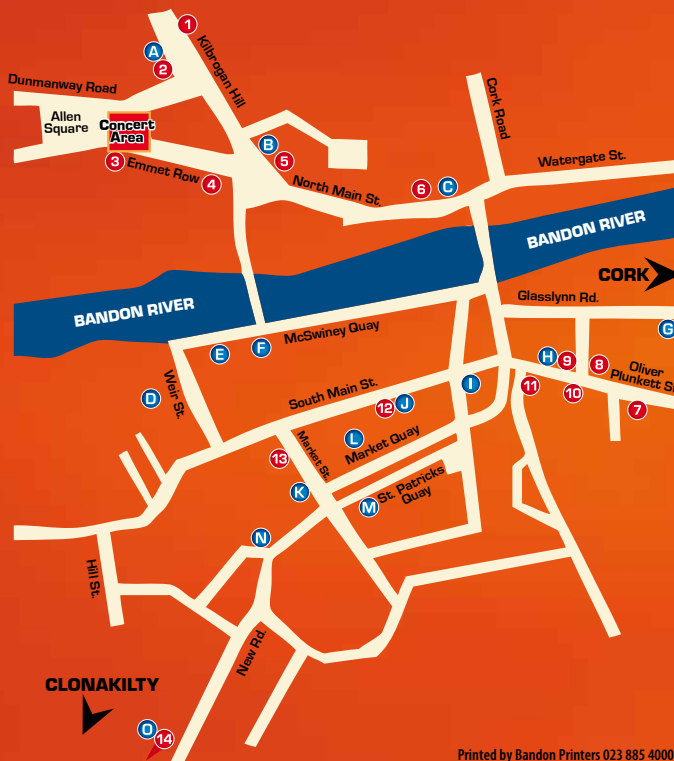 1
Kilbrogan Hill
A
2
Dunmanway Road
Cork Road
Allen
Square
Concert
Area
B
5
Watergate St.
3
Emmet Row
4
North Main St.
6
C
BANDON RIVER
CORK
Glasslynn Rd.
BANDON RIVER
McSwiney Quay
G
E
F
H
9
8
Oliver
Plunkett St
Weir St.
South Main St.
I
11
10
7
D
12
J
Market St.
L
Market Quay
13
K
St. Patricks
Quay
M
N
Hill St.
New Rd.
CLONAKILTY
O
14
Printed by Bandon Printers 023 885 4000